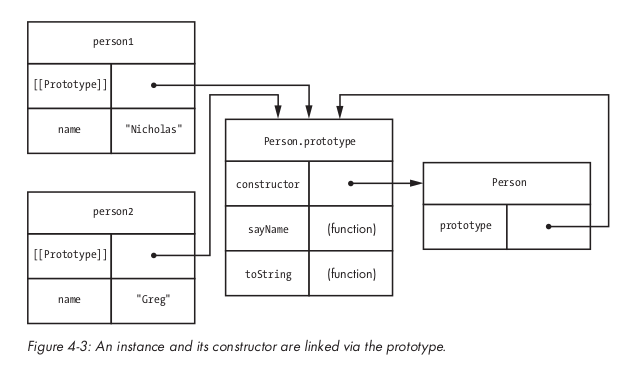 person1
[[Prototype]]
name "Nicholas"
person2
[[Prototype]]
name "Greg"
Person.prototype
constructor
sayName (function)
toString (function)
Person
prototype
Figure 4-3: An instance and its constructor are linked via the prototype.